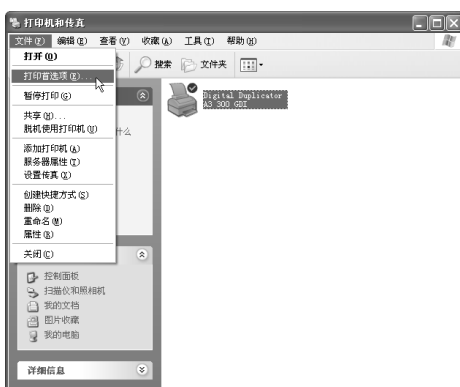 打印机和传真
文件(F) 编辑(E) 查看(V) 收藏(A) 工具(T) 帮助(H)
打开(O)
搜索 文件夹
打印首选项(E)...
暂停打印(G)
Digital Duplicator
A3 300 GDI
共享(H)...
脱机使用打印机(U)
什么
添加打印机(A)
服务器属性(T)
设置传真(X)
创建快捷方式(S)
删除(D)
重命名(M)
属性(R)
关闭(C)
控制面板
扫描仪和照相机
我的文档
图片收藏
我的电脑
详细信息